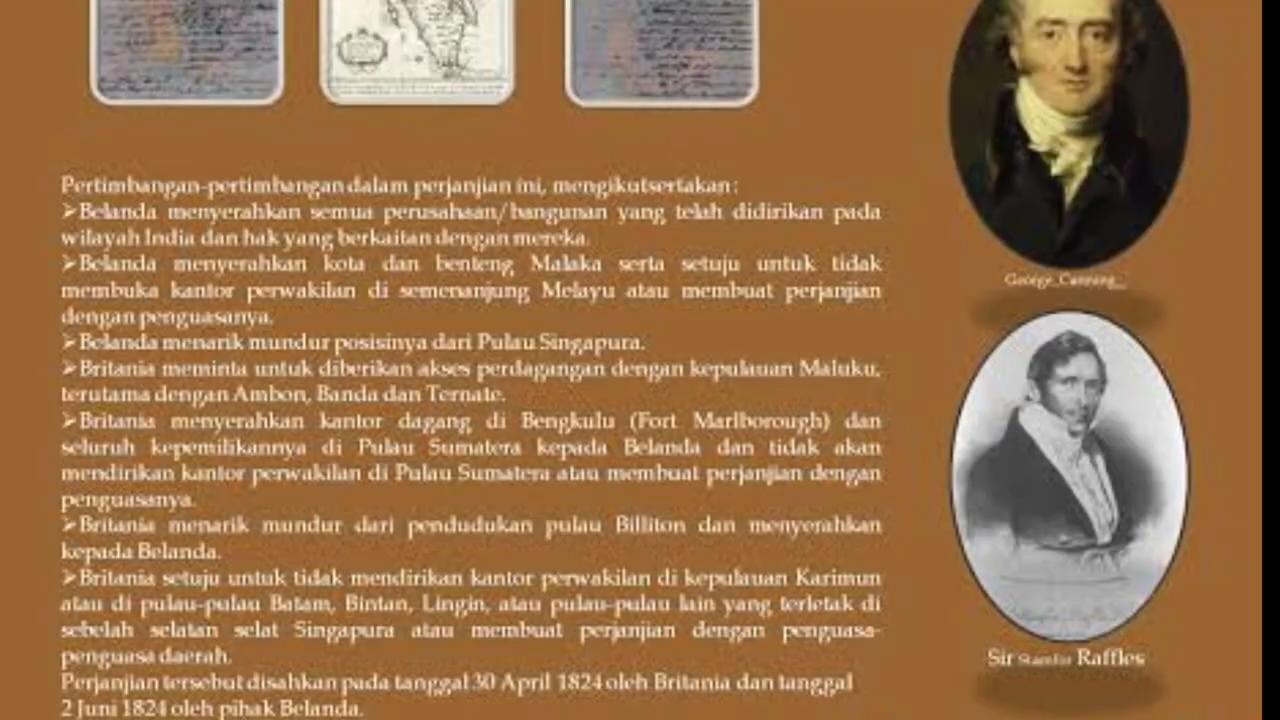 Pertimbangan-pertimbangan dalam perjanjian ini, mengikutsertakan :
➢Belanda menyerahkan semua perusahaan/bangunan yang telah didirikan pada
wilayah India dan hak yang berkaitan dengan mereka.
➢Belanda menyerahkan kota dan benteng Malaka serta setuju untuk tidak
membuka kantor perwakilan di semenanjung Melayu atau membuat perjanjian
dengan penguasanya.
➢Belanda menarik mundur posisinya dari Pulau Singapura.
➢Britania meminta untuk diberikan akses perdagangan dengan kepulauan Maluku,
terutama dengan Ambon, Banda dan Ternate.
➢Britania menyerahkan kantor dagang di Bengkulu (Fort Marlborough) dan
seluruh kepemilikannya di Pulau Sumatera kepada Belanda dan tidak akan
mendirikan kantor perwakilan di Pulau Sumatera atau membuat perjanjian dengan
penguasanya.
➢Britania menarik mundur dari pendudukan pulau Billiton dan menyerahkan
kepada Belanda.
➢Britania setuju untuk tidak mendirikan kantor perwakilan di kepulauan Karimun
atau di pulau-pulau Batam, Bintan, Lingin, atau pulau-pulau lain yang terletak di
sebelah selatan selat Singapura atau membuat perjanjian dengan penguasa-
penguasa daerah.
Perjanjian tersebut disahkan pada tanggal 30 April 1824 oleh Britania dan tanggal
2 Juni 1824 oleh pihak Belanda.
George_Canning_
Sir Raffles